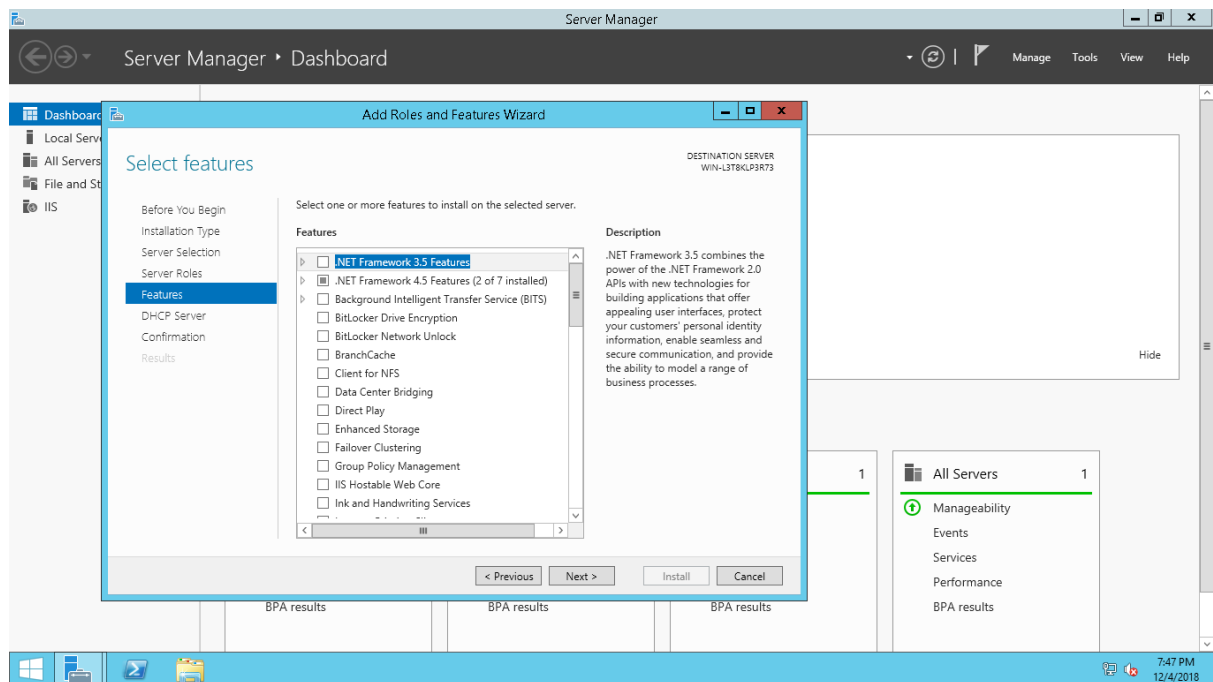 Server Manager
Server Manager ‣ Dashboard
Manage Tools View Help
Dashboard
Local Serve
All Servers
File and St
IIS
Add Roles and Features Wizard
Select features
DESTINATION SERVER
WIN-L3T8KLP3R73
Before You Begin
Installation Type
Server Selection
Server Roles
Features
DHCP Server
Confirmation
Results
Select one or more features to install on the selected server.
Features
.NET Framework 3.5 Features
.NET Framework 4.5 Features (2 of 7 installed)
Background Intelligent Transfer Service (BITS)
BitLocker Drive Encryption
BitLocker Network Unlock
BranchCache
Client for NFS
Data Center Bridging
Direct Play
Enhanced Storage
Failover Clustering
Group Policy Management
IIS Hostable Web Core
Ink and Handwriting Services
Description
.NET Framework 3.5 combines the
power of the .NET Framework 2.0
APIs with new technologies for
building applications that offer
appealing user interfaces, protect
your customers' personal identity
information, enable seamless and
secure communication, and provide
the ability to model a range of
business processes.
< Previous Next > Install Cancel
Hide
1
All Servers 1
Manageability
Events
Services
Performance
BPA results
BPA results
BPA results
BPA results
7:47 PM
12/4/2018